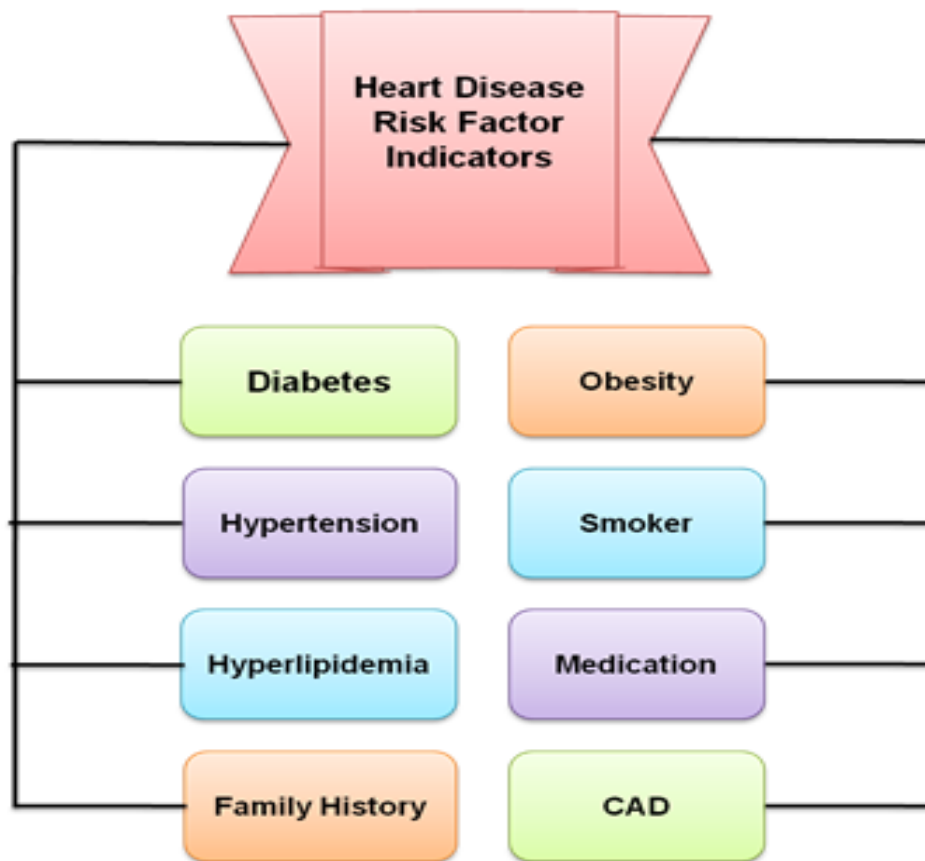 Heart Disease
Risk Factor
Indicators
Diabetes
Obesity
Hypertension
Smoker
Hyperlipidemia
Medication
Family History
CAD